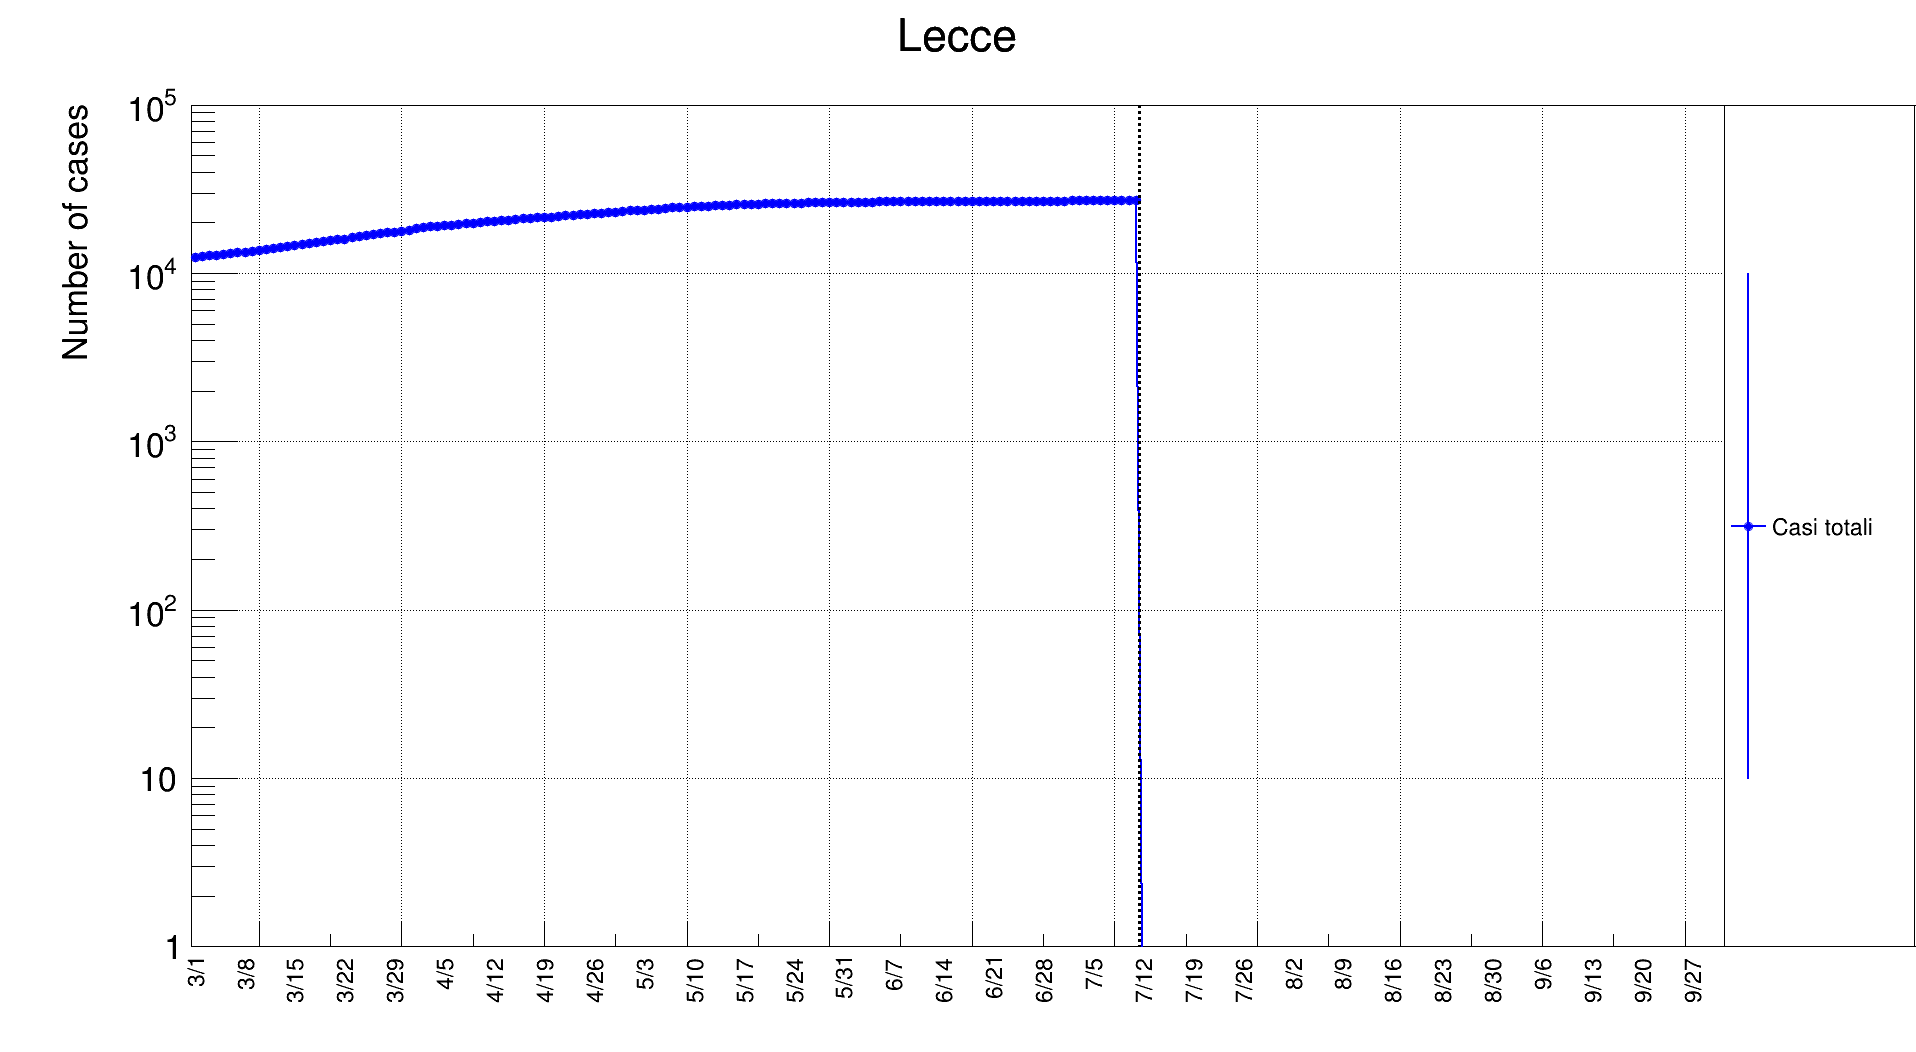 Lecce
Number of cases
10^5
10^4
10^3
10^2
10
1
3/1 3/8 3/15 3/22 3/29 4/5 4/12 4/19 4/26 5/3 5/10 5/17 5/24 5/31 6/7 6/14 6/21 6/28 7/5 7/12 7/19 7/26 8/2 8/9 8/16 8/23 8/30 9/6 9/13 9/20 9/27
Casi totali